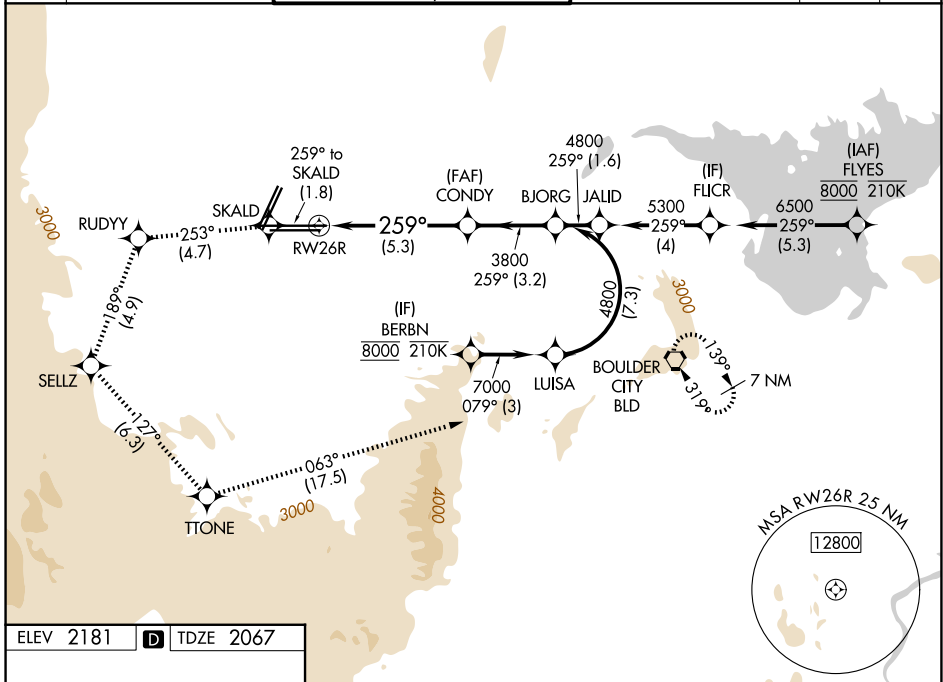 4800
259° (1.6)
259° to
SKALD
(1.8)
(FAF)
CONDY
BJORG
JALID
(IF)
FLICR
(IAF)
FLYES
8000 210K
3000
RUDYY
SKALD
253°
(4.7)
RW26R
259°
(5.3)
3800
259° (3.2)
5300
259°
(4)
6500
259°
(5.3)
189°
(4.9)
(IF)
BERBN
8000 210K
4800
(7.3)
3000
SELLZ
7000
079° (3)
LUISA
BOULDER
CITY
BLD
139°
319°
7 NM
127°
(6.3)
063°
(17.5)
TTONE
3000
4000
MSA RW26R 25 NM
12800
ELEV 2181 D TDZE 2067